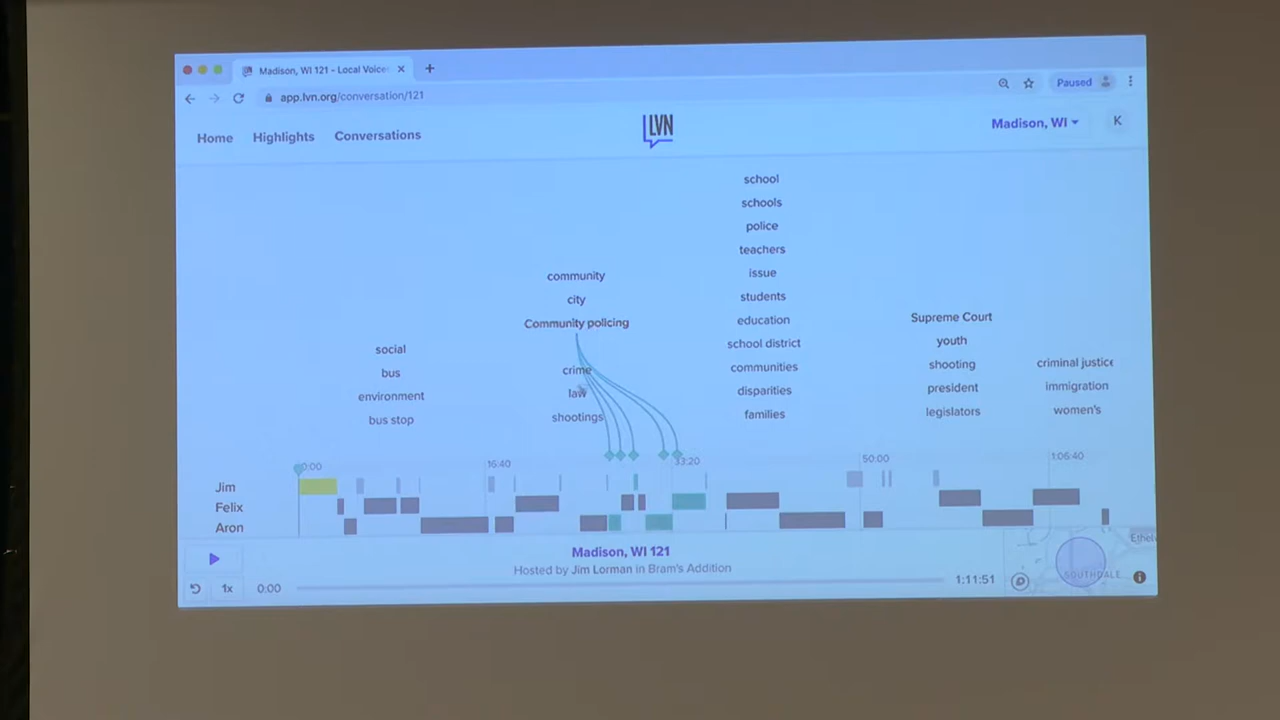 Madison, WI 121 - Local Voice
app.lvn.org/conversation/121
Paused
Home
Highlights
Conversations
LVN
Madison, WI
K
social
bus
environment
bus stop
community
city
Community policing
crime
law
shootings
school
schools
police
teachers
issue
students
education
school district
communities
disparities
families
Supreme Court
youth
shooting
president
legislators
criminal justice
immigration
women's
0:00
16:40
33:20
50:00
1:06:40
Jim
Felix
Aron
Madison, WI 121
Hosted by Jim Lorman in Bram's Addition
1x
0:00
1:11:51
SOUTHDALE